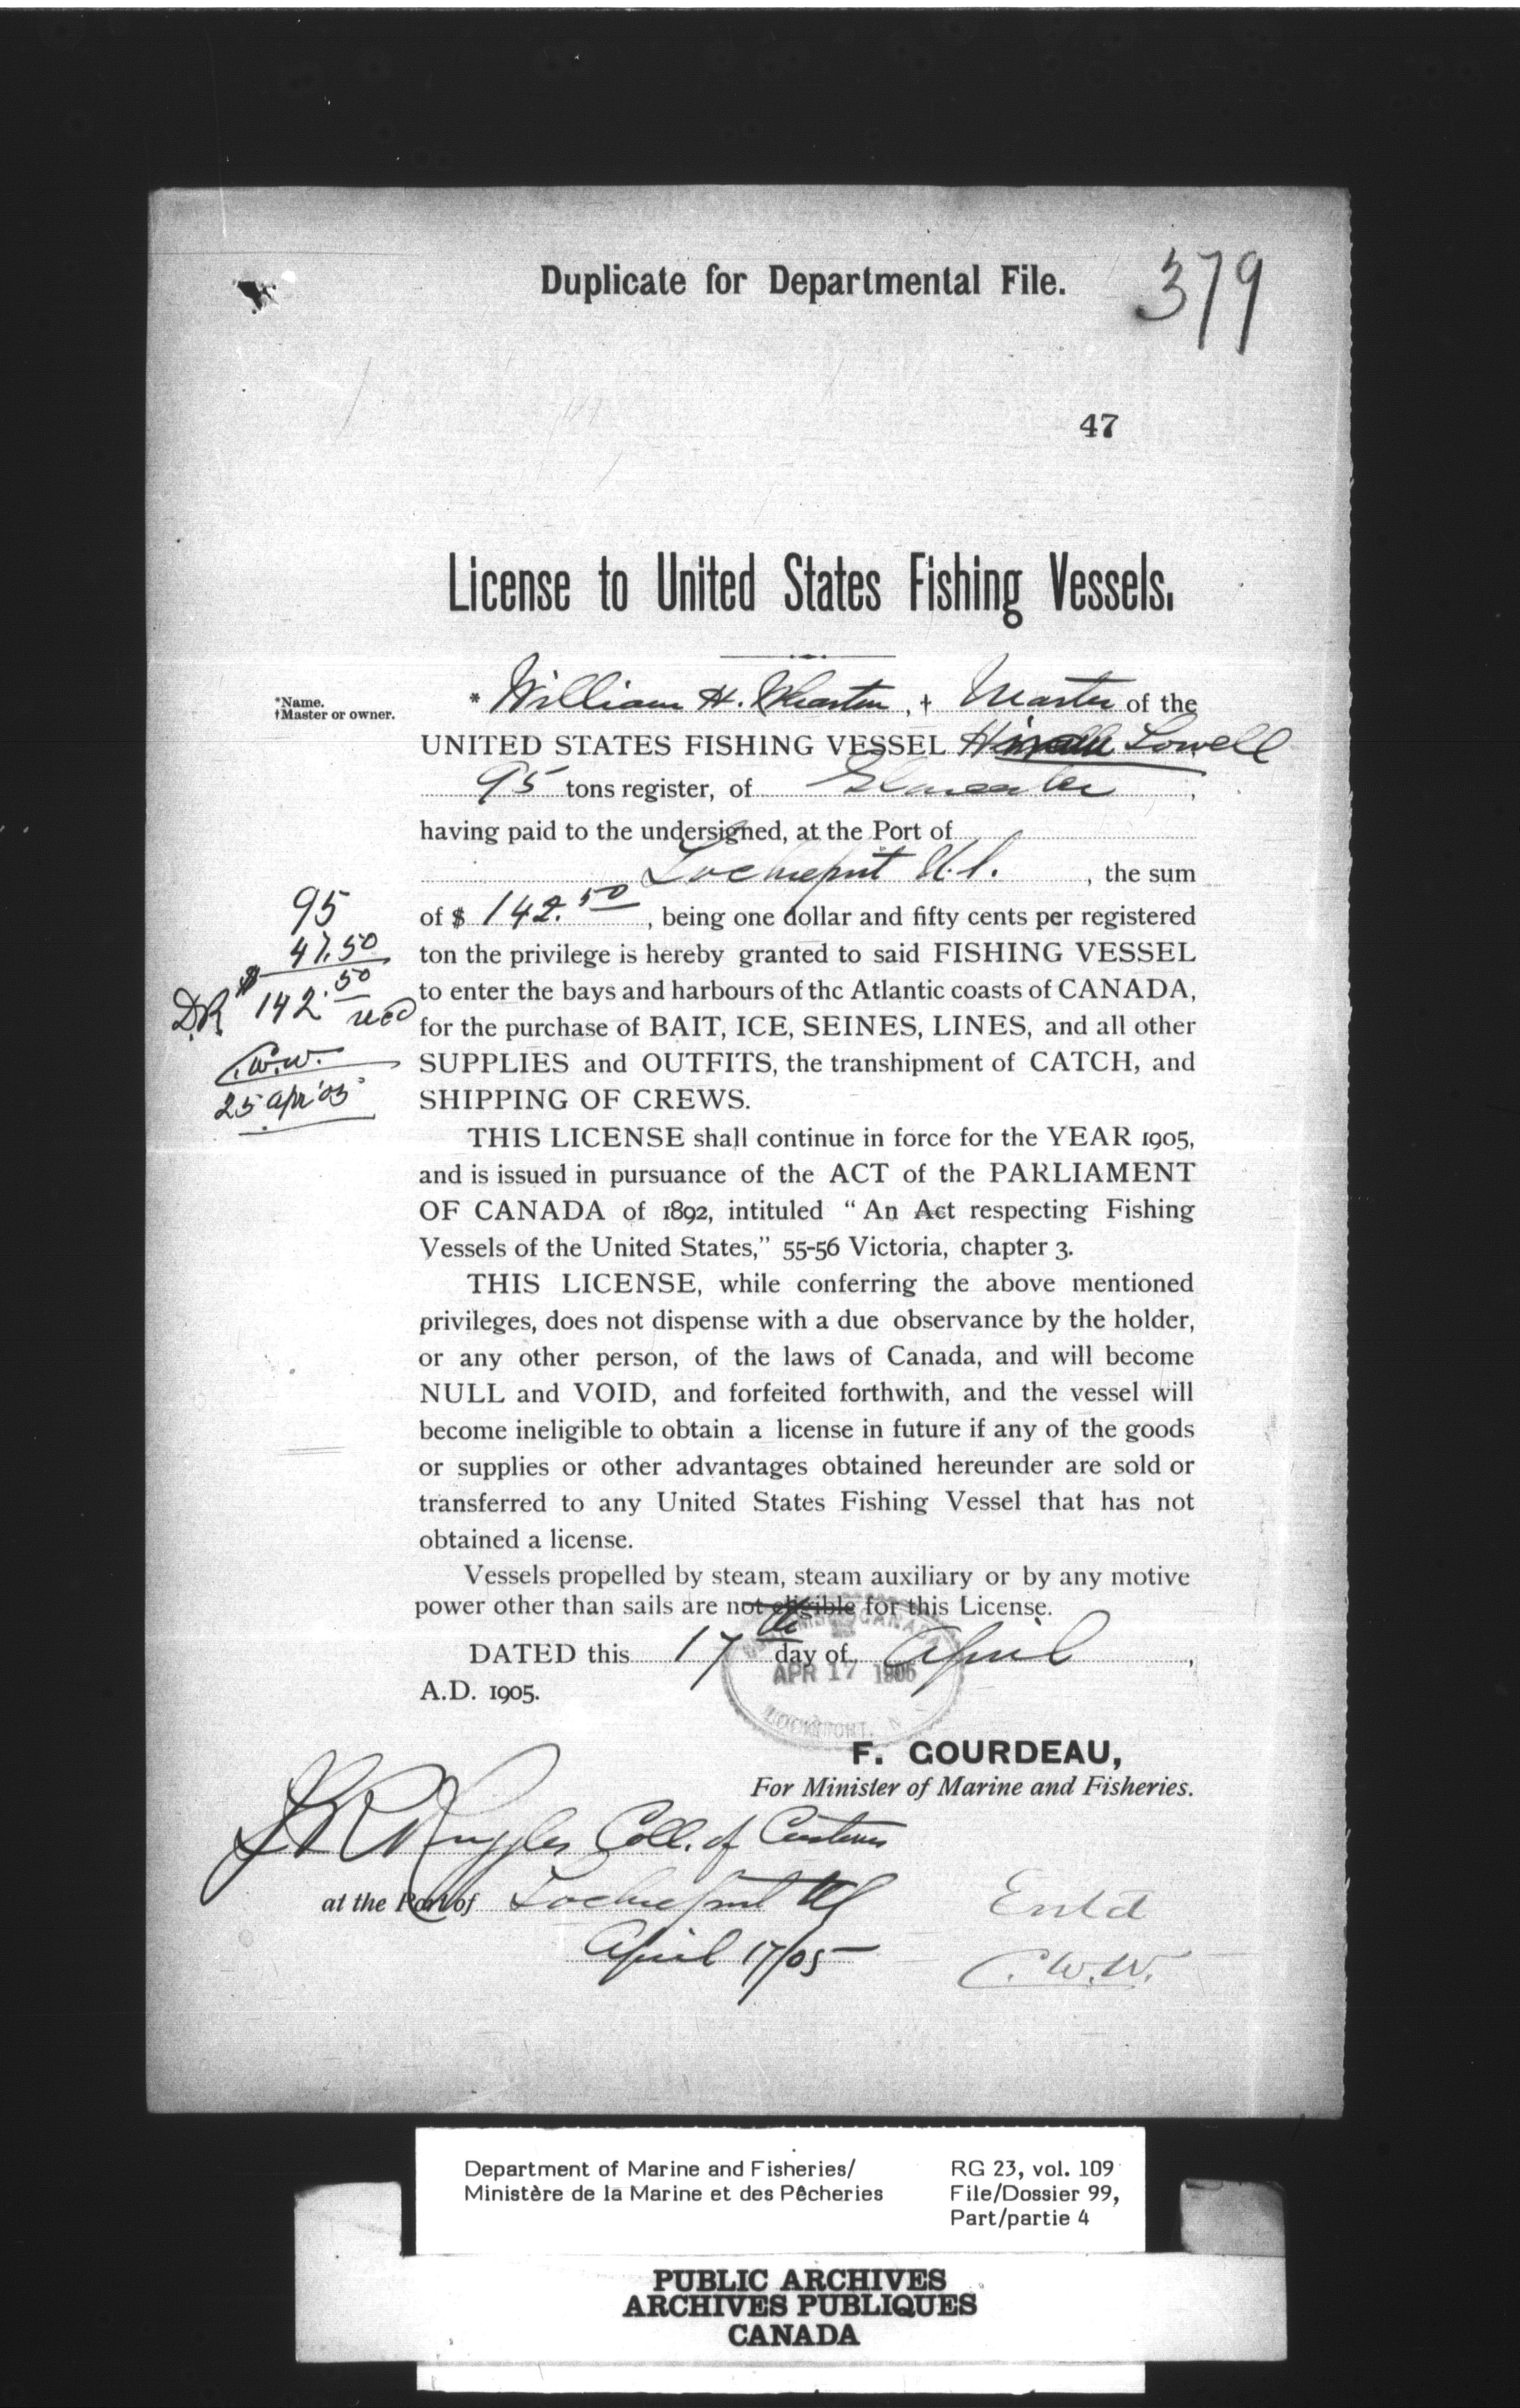 Duplicate for Departmental File.
379
47
License to United States Fishing Vessels.
*Name.
†Master or owner.
* William H. Wharton, † Master of the
UNITED STATES FISHING VESSEL Lowell
95 tons register, of Gloucester,
having paid to the undersigned, at the Port of
Lockeport N.S., the sum
of $ 142.50, being one dollar and fifty cents per registered
ton the privilege is hereby granted to said FISHING VESSEL
to enter the bays and harbours of the Atlantic coasts of CANADA,
for the purchase of BAIT, ICE, SEINES, LINES, and all other
SUPPLIES and OUTFITS, the transhipment of CATCH, and
SHIPPING OF CREWS.
95
47.50
$ 142.50
DR rec'd
C.W.W.
25 Apr '05
THIS LICENSE shall continue in force for the YEAR 1905,
and is issued in pursuance of the ACT of the PARLIAMENT
OF CANADA of 1892, intituled "An Act respecting Fishing
Vessels of the United States," 55-56 Victoria, chapter 3.
THIS LICENSE, while conferring the above mentioned
privileges, does not dispense with a due observance by the holder,
or any other person, of the laws of Canada, and will become
NULL and VOID, and forfeited forthwith, and the vessel will
become ineligible to obtain a license in future if any of the goods
or supplies or other advantages obtained hereunder are sold or
transferred to any United States Fishing Vessel that has not
obtained a license.
Vessels propelled by steam, steam auxiliary or by any motive
power other than sails are not eligible for this License.
DATED this 17th day of April,
APR 17 1905
A.D. 1905.
LOCKEPORT, N
F. GOURDEAU,
For Minister of Marine and Fisheries.
Ruggles Coll. of Customs
at the Port of Lockeport NS
April 17/05
Ent'd
C.W.W.
Department of Marine and Fisheries/
Ministère de la Marine et des Pêcheries
RG 23, vol. 109
File/Dossier 99,
Part/partie 4
PUBLIC ARCHIVES
ARCHIVES PUBLIQUES
CANADA